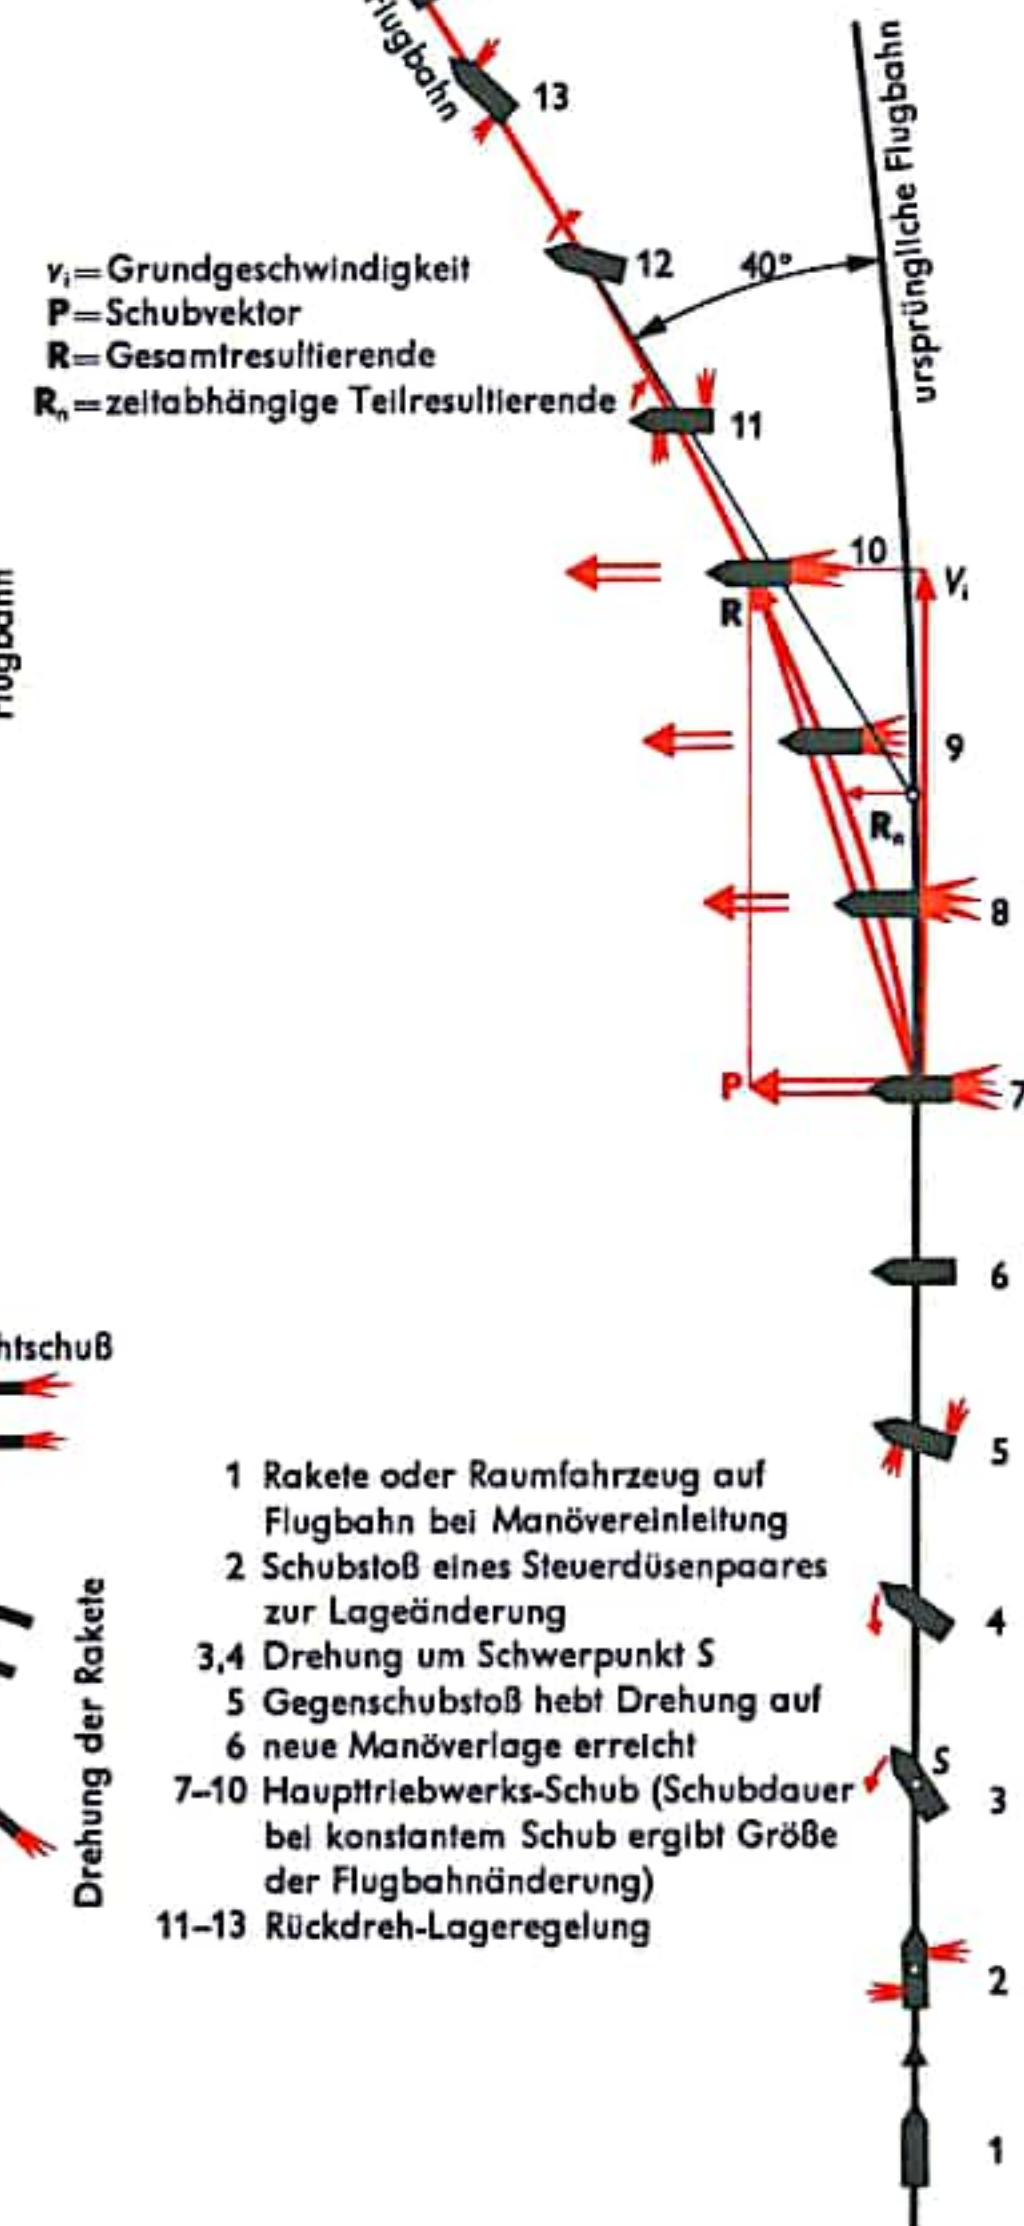 Flugbahn
13
ursprüngliche Flugbahn
vi=Grundgeschwindigkeit
12
40°
P=Schubvektor
R=Gesamtresultierende
Rn=zeitabhängige Teilresultierende
11
10
Vi
R
9
Rn
8
P
7
6
htschuß
5
1 Rakete oder Raumfahrzeug auf
Flugbahn bei Manövereinleitung
2 Schubstoß eines Steuerdüsenpaares
zur Lageänderung
4
3,4 Drehung um Schwerpunkt S
5 Gegenschubstoß hebt Drehung auf
6 neue Manöverlage erreicht
S
7–10 Haupttriebwerks-Schub (Schubdauer
3
bei konstantem Schub ergibt Größe
der Flugbahnänderung)
11–13 Rückdreh-Lageregelung
Drehung der Rakete
2
1